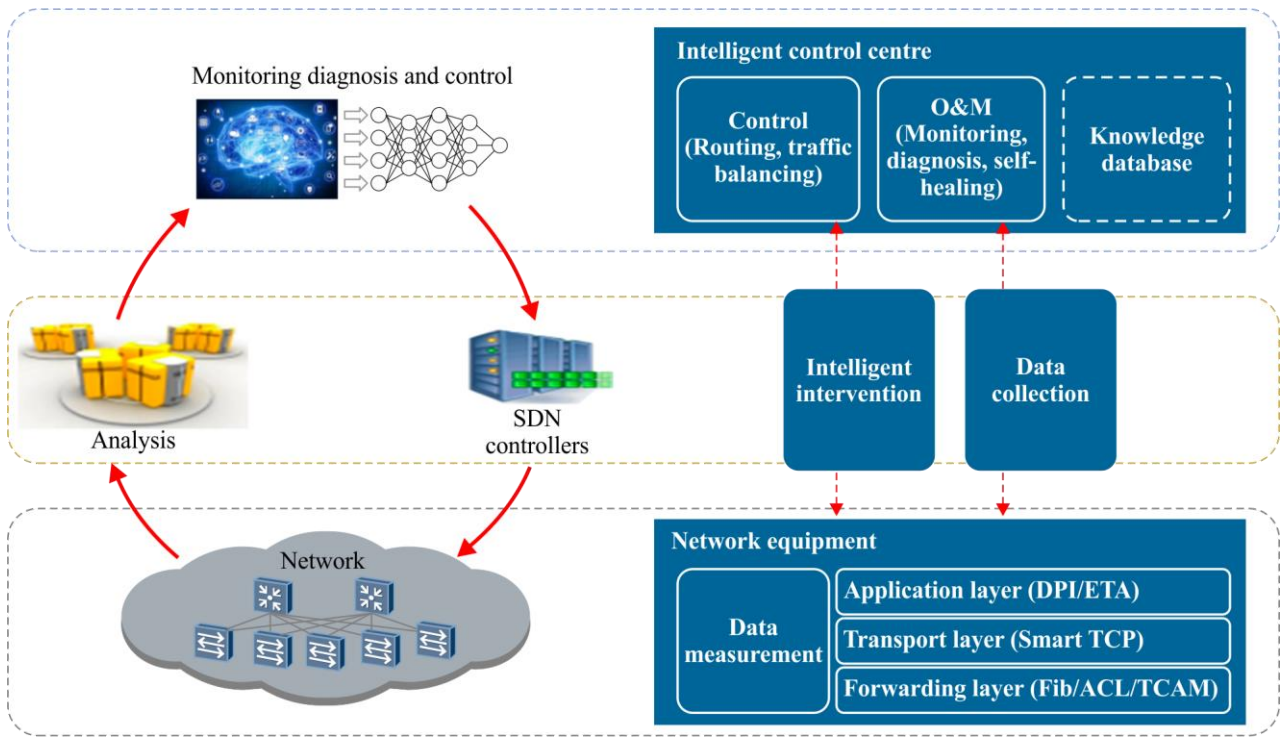 Monitoring diagnosis and control
Analysis
SDN
controllers
Network
Intelligent control centre
Control
(Routing, traffic
balancing)
O&M
(Monitoring,
diagnosis, self-
healing)
Knowledge
database
Intelligent
intervention
Data
collection
Network equipment
Data
measurement
Application layer (DPI/ETA)
Transport layer (Smart TCP)
Forwarding layer (Fib/ACL/TCAM)